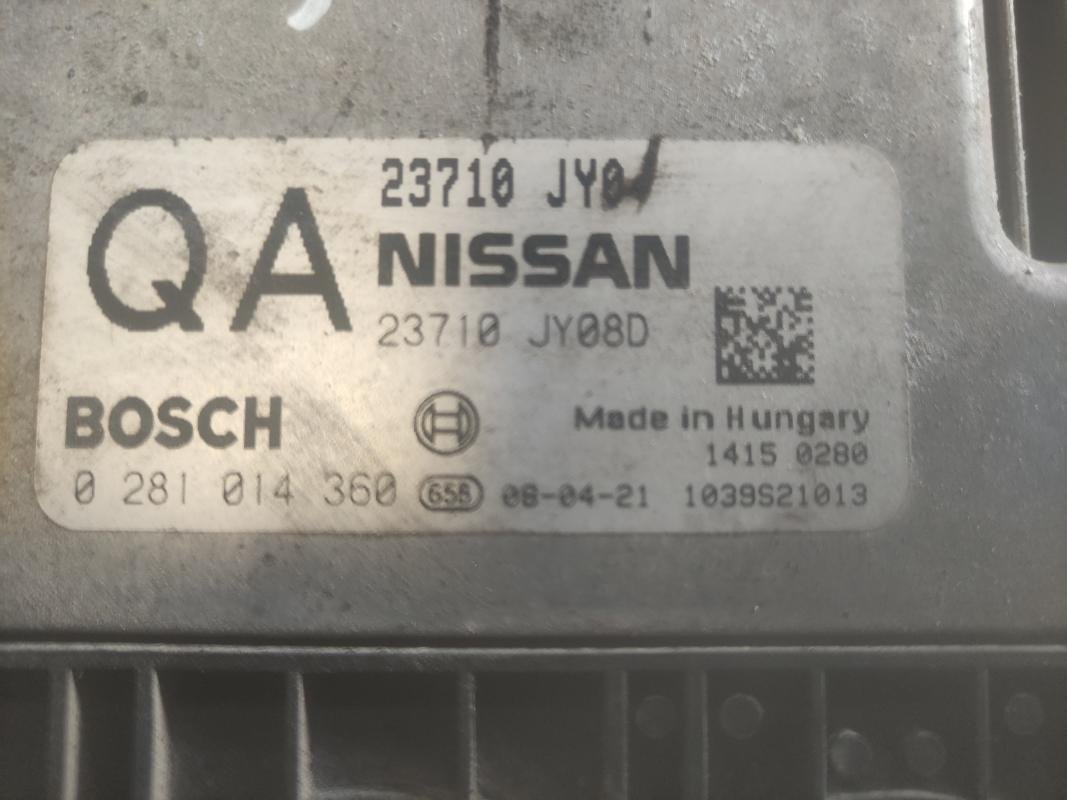 QA
23710 JY0
NISSAN
23710 JY08D
BOSCH
Made in Hungary
1415 0280
0 281 014 360 658 08-04-21 1039S21013